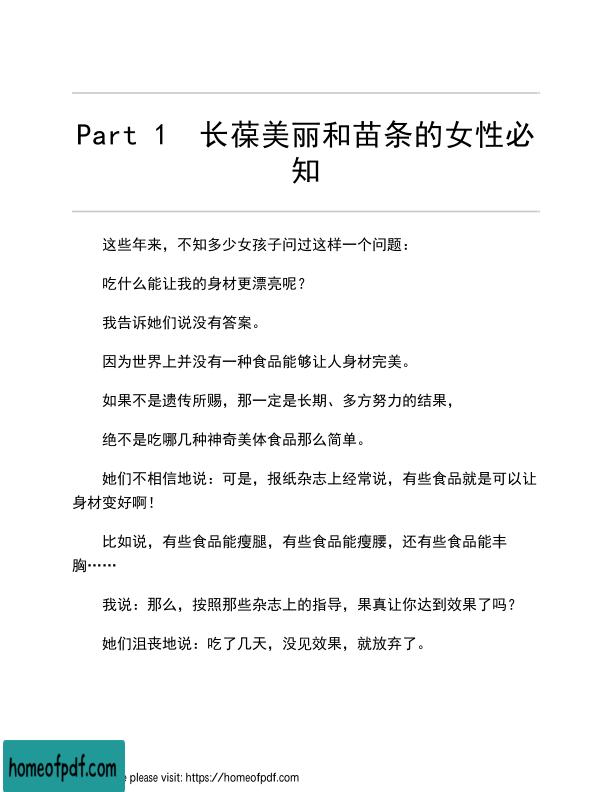 Part 1  长葆美丽和苗条的女性必
知
这些年来，不知多少女孩子问过这样一个问题：
吃什么能让我的身材更漂亮呢？
我告诉她们说没有答案。
因为世界上并没有一种食品能够让人身材完美。
如果不是遗传所赐，那一定是长期、多方努力的结果，
绝不是吃哪几种神奇美体食品那么简单。
她们不相信地说：可是，报纸杂志上经常说，有些食品就是可以让
身材变好啊！
比如说，有些食品能瘦腿，有些食品能瘦腰，还有些食品能丰
胸……
我说：那么，按照那些杂志上的指导，果真让你达到效果了吗？
她们沮丧地说：吃了几天，没见效果，就放弃了。
homeofpdf.com
please visit: https://homeofpdf.com